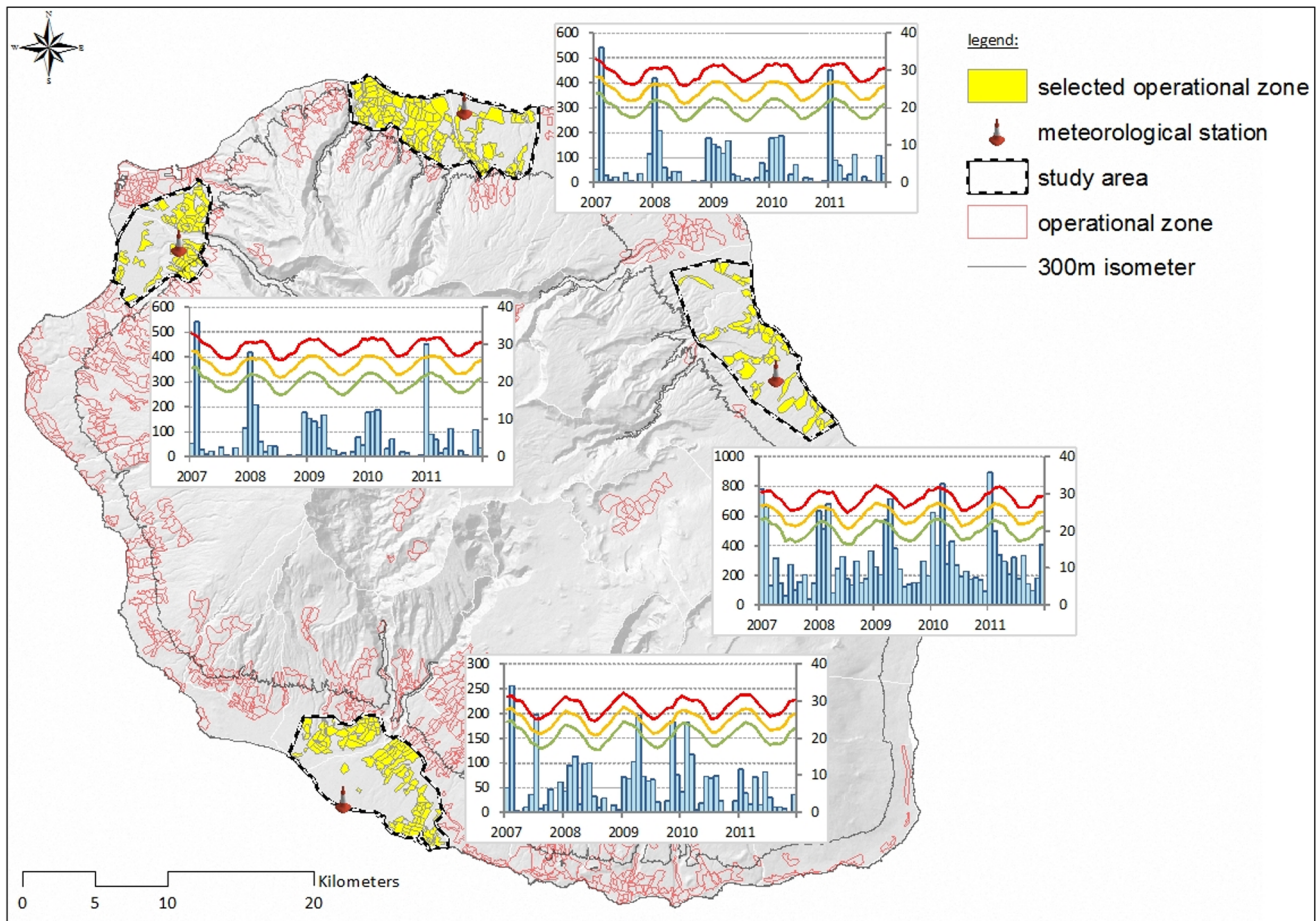 N
W E
S
legend:
selected operational zone
meteorological station
study area
operational zone
300m isometer
600 40
500
400 30
300 20
200
100 10
0 0
2007 2008 2009 2010 2011
600 40
500
400 30
300 20
200
100 10
0 0
2007 2008 2009 2010 2011
1000 40
800 30
600
400 20
200 10
0 0
2007 2008 2009 2010 2011
300 40
250
200 30
150 20
100
50 10
0 0
2007 2008 2009 2010 2011
Kilometers
0 5 10 20